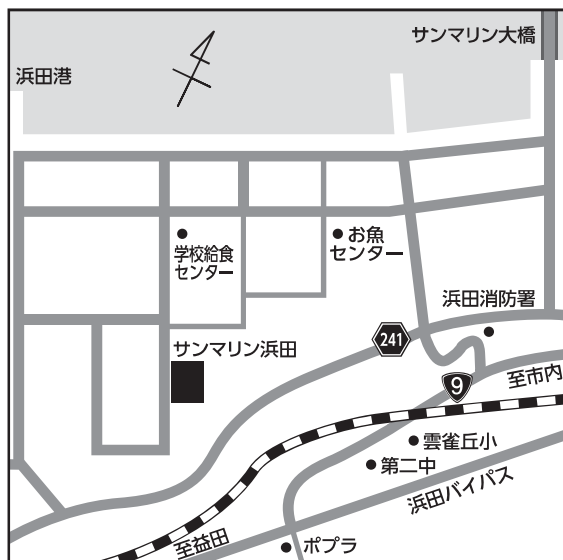 サンマリン大橋
浜田港
お魚
センター
学校給食
センター
浜田消防署
241
サンマリン浜田
9
至市内
雲雀丘小
第二中
浜田バイパス
至益田
ポプラ